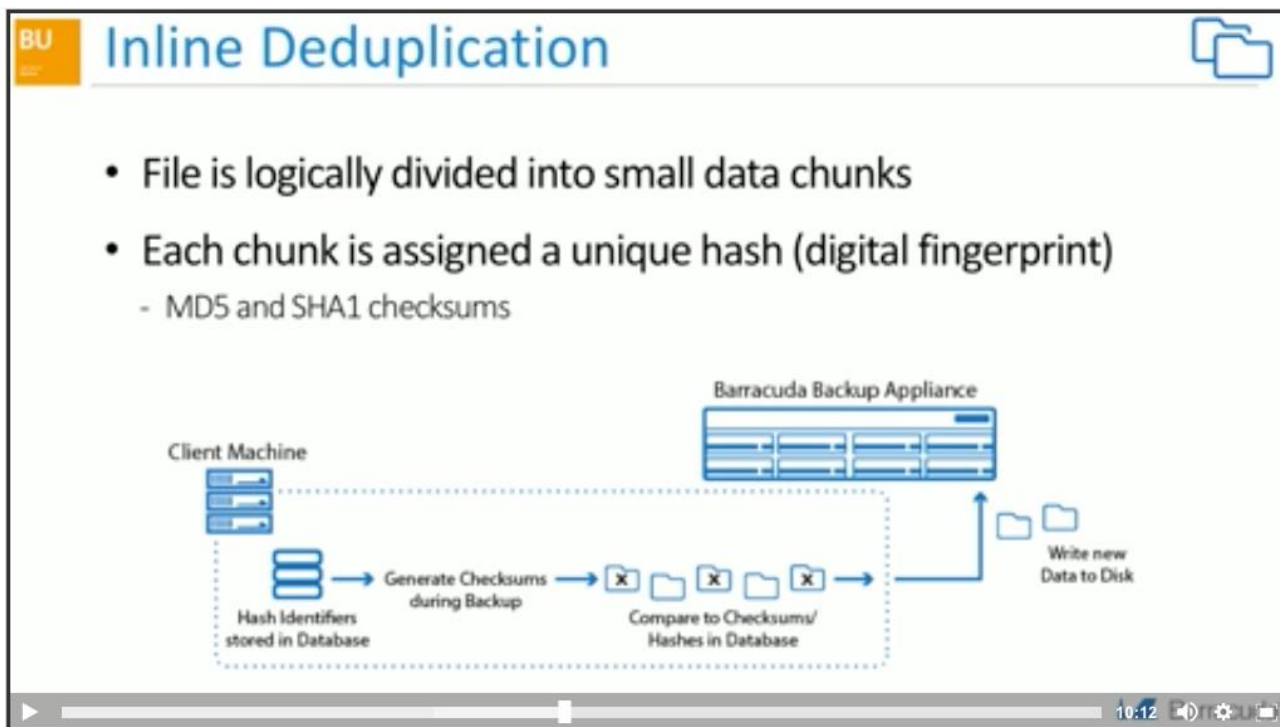 BU
Inline Deduplication
• File is logically divided into small data chunks
• Each chunk is assigned a unique hash (digital fingerprint)
- MD5 and SHA1 checksums
Barracuda Backup Appliance
Client Machine
Write new
Data to Disk
Generate Checksums
during Backup
X X X
Hash Identifiers
stored in Database
Compare to Checksums/
Hashes in Database
10:12